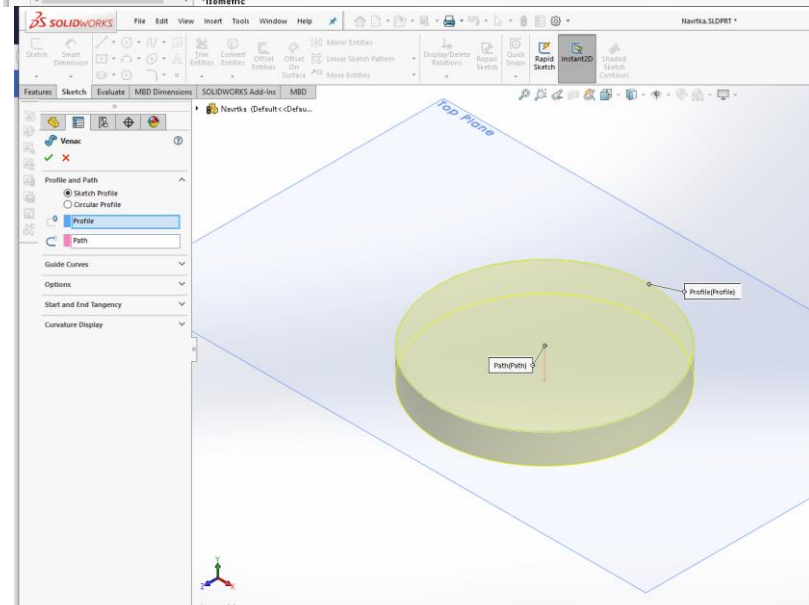 *Isometric
SOLIDWORKS File Edit View Insert Tools Window Help Navrtka.SLDPRT *
Sketch Smart Dimension Trim Entities Convert Entities Offset Entities Offset On Surface Mirror Entities Linear Sketch Pattern More Entities Display/Delete Relations Repair Sketch Quick Snaps Rapid Sketch Instant2D Shaded Sketch Contours
Features Sketch Evaluate MBD Dimensions SOLIDWORKS Add-Ins MBD
Navrtka (Default<<Defau...
Venac
Profile and Path
Sketch Profile
Circular Profile
Profile
Path
Guide Curves
Options
Start and End Tangency
Curvature Display
Top Plane
Profile(Profile)
Path(Path)
Y
Z
X